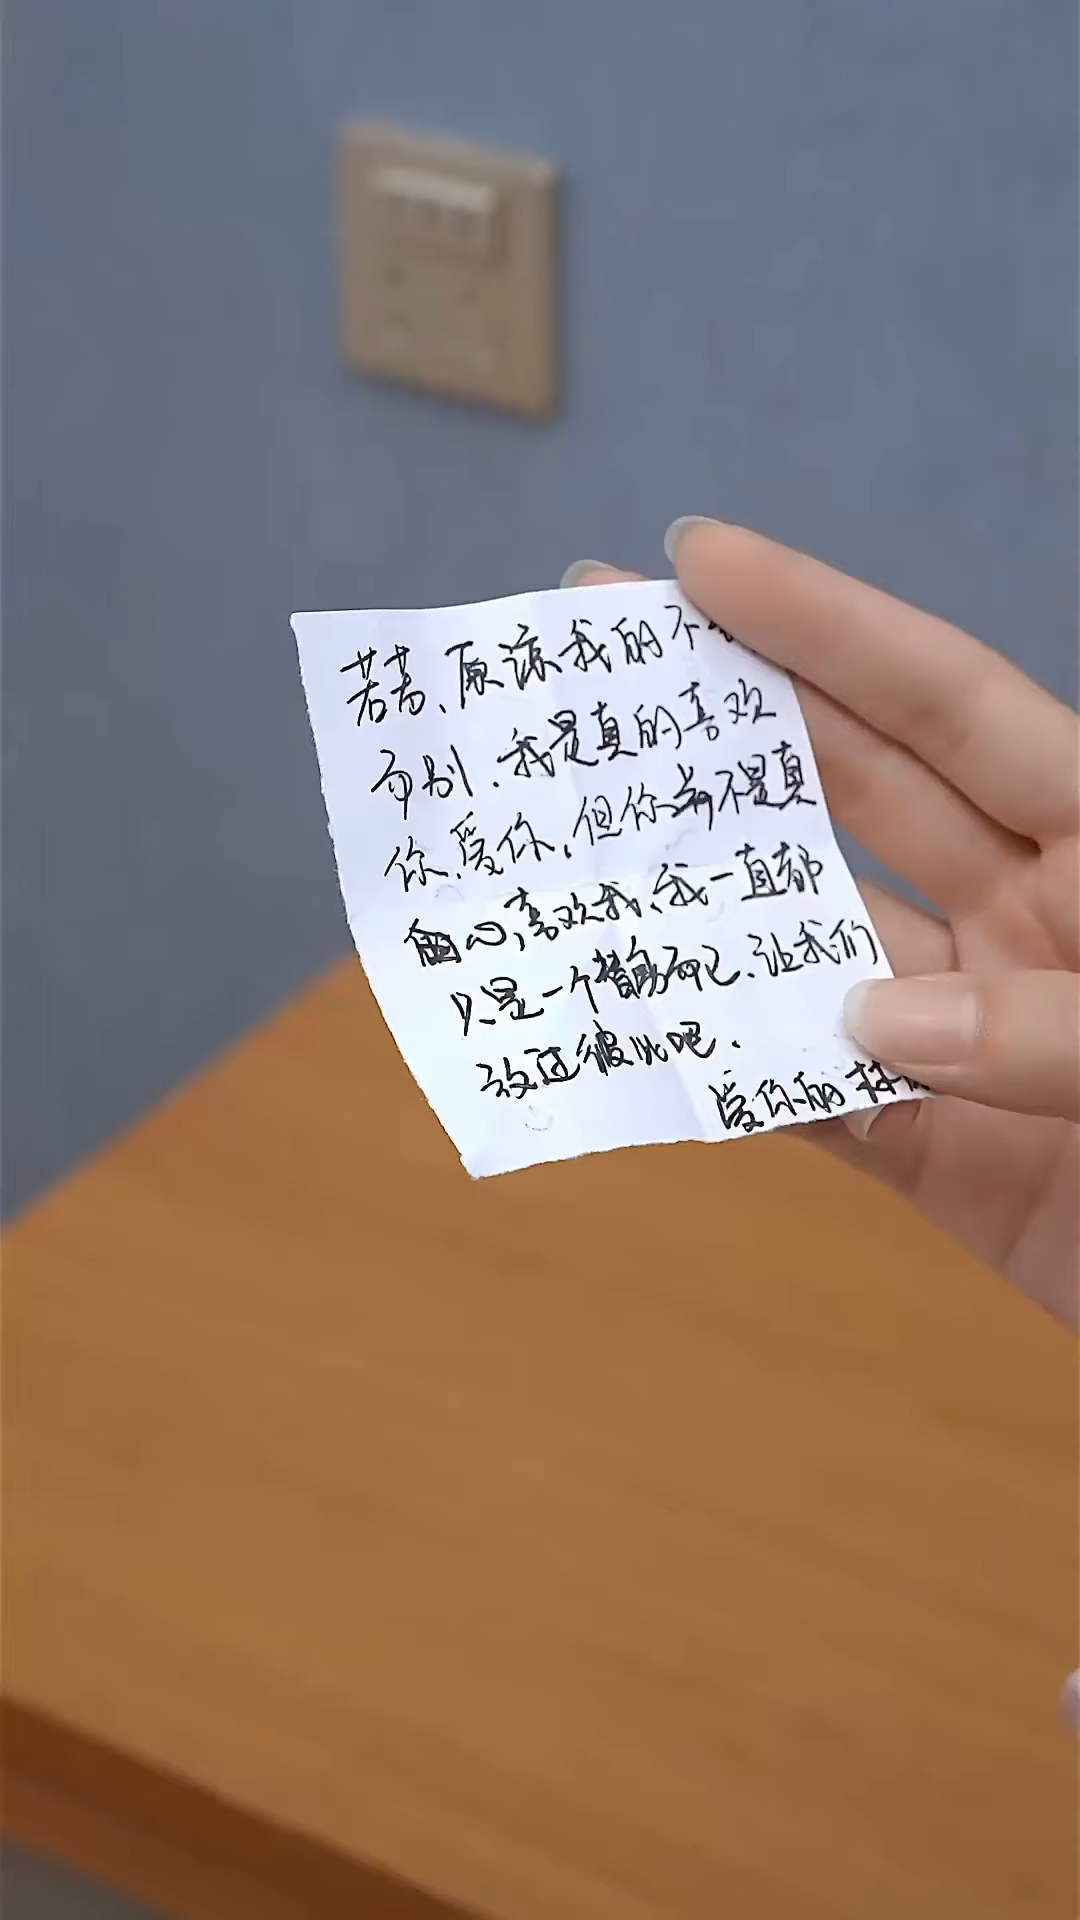 若若、原谅我的不
而别、我是真的喜欢
你、爱你、但你并不是真
心喜欢我、我一直都
只是一个替身而已、让我们
放过彼此吧、
爱你的 林